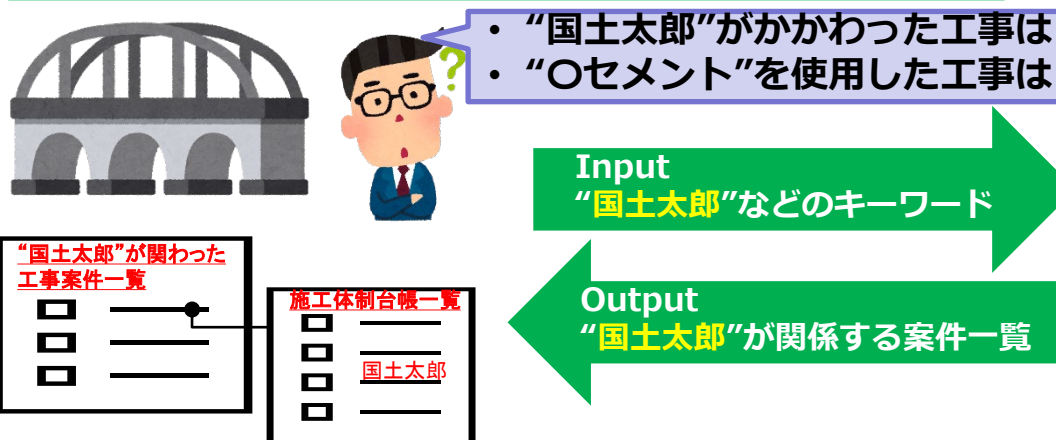 • “国土太郎”がかかわった工事は
• “〇セメント”を使用した工事は
?
Input
“国土太郎”などのキーワード
“国土太郎”が関わった
工事案件一覧
施工体制台帳一覧
国土太郎
Output
“国土太郎”が関係する案件一覧